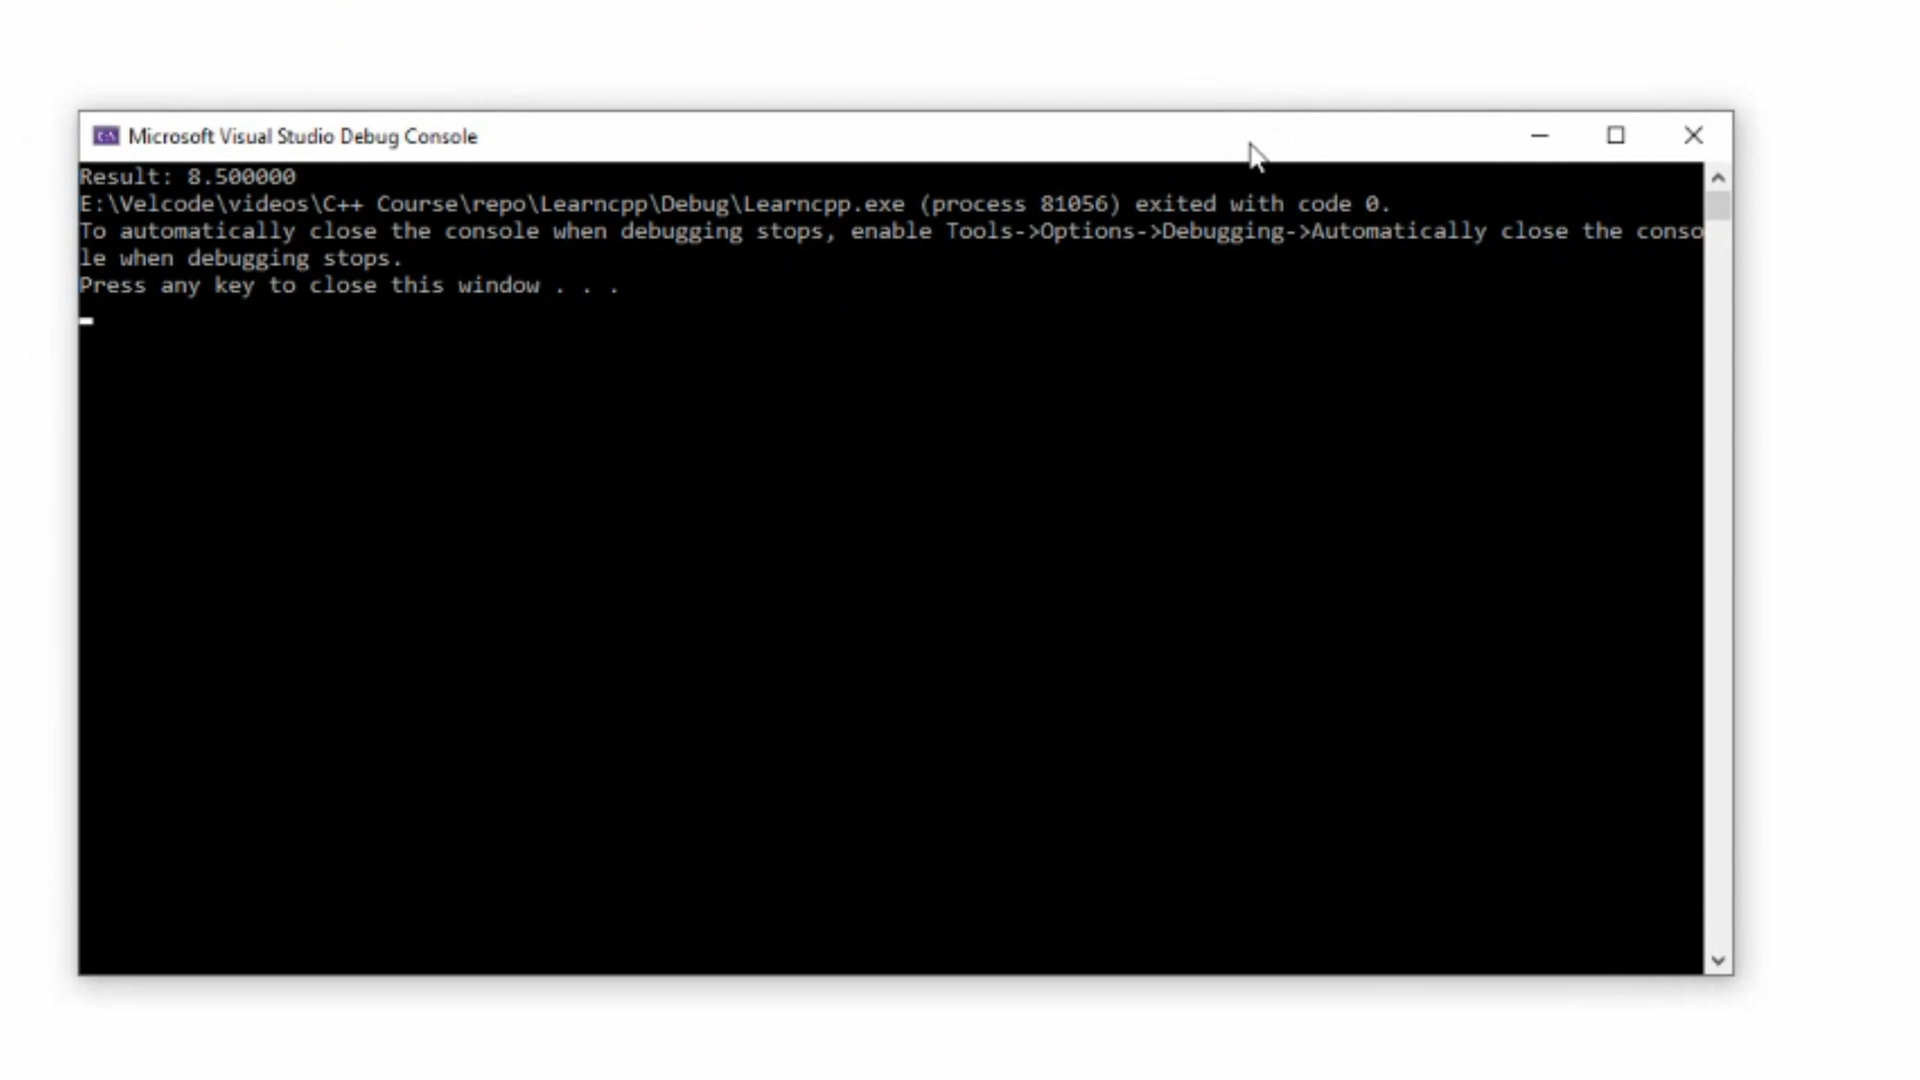 Microsoft Visual Studio Debug Console
Result: 8.500000
E:\Velcode\videos\C++ Course\repo\Learncpp\Debug\Learncpp.exe (process 81056) exited with code 0.
To automatically close the console when debugging stops, enable Tools->Options->Debugging->Automatically close the conso
le when debugging stops.
Press any key to close this window . . .